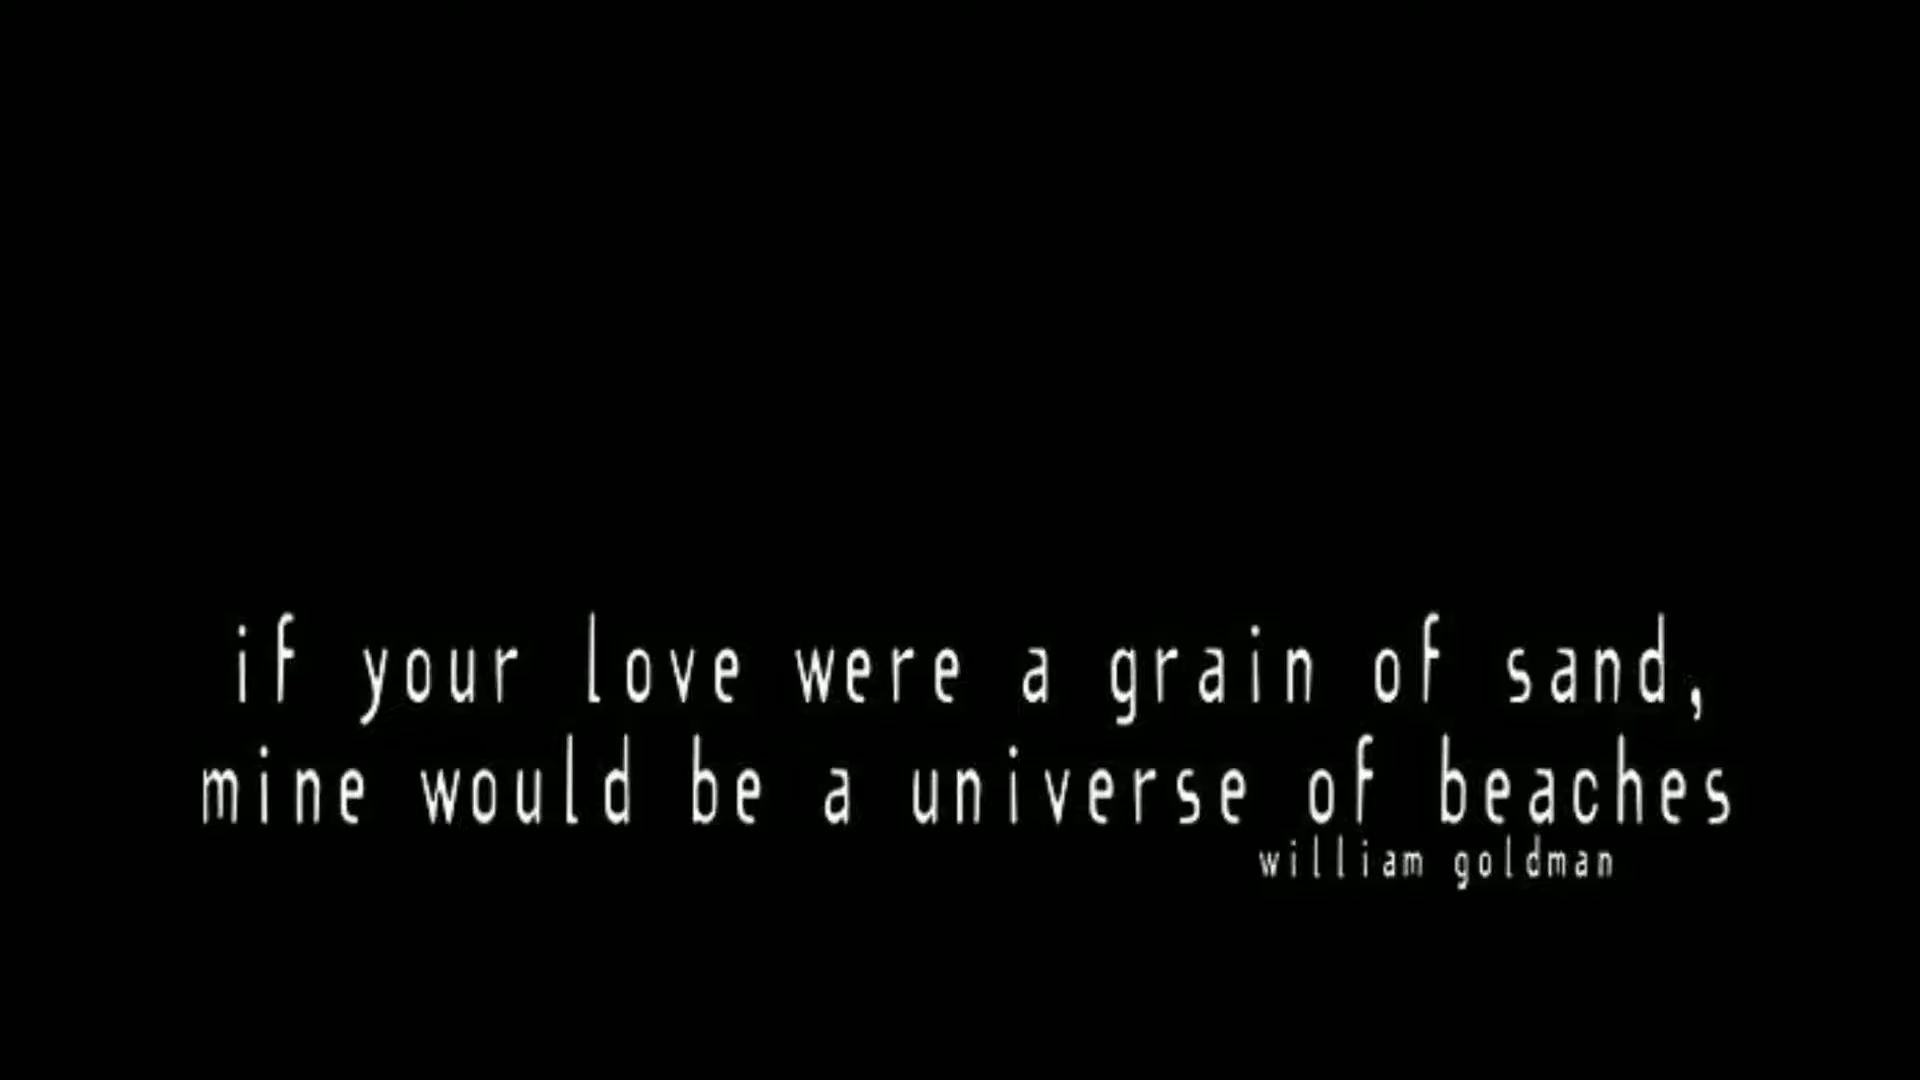 if your love were a grain of sand,
mine would be a universe of beaches
william goldman